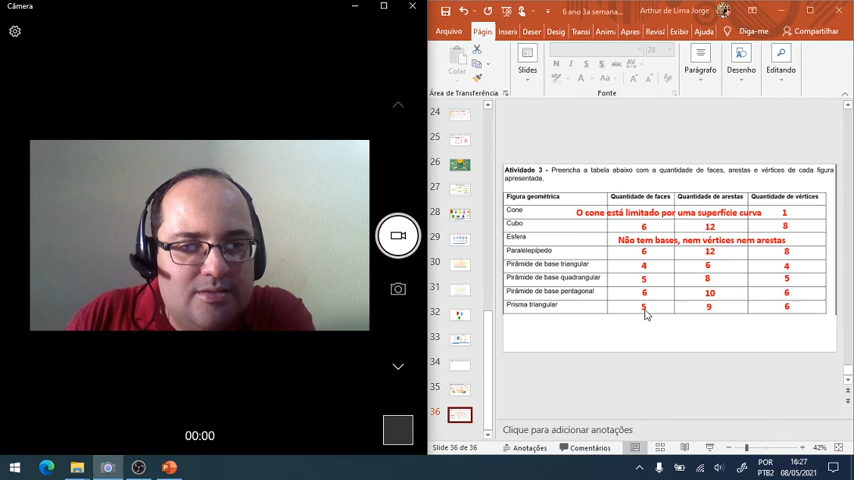 Câmera
00:00
6 ano 3a semana...
Arthur de Lima Jorge
Arquivo Págin Inser Deser Desig Transi Anima Apres Revisi Exibir Ajuda Diga-me Compartilhar
Colar
28
N I S S
Aa
Slides
Parágrafo
Desenho
Editando
Área de Transferência
Fonte
24
25
26
27
28
29
30
31
32
33
34
35
36
Atividade 3 - Preencha a tabela abaixo com a quantidade de faces, arestas e vértices de cada figura
apresentada.
Figura geométrica Quantidade de faces Quantidade de arestas Quantidade de vértices
Cone O cone está limitado por uma superfície curva 1
Cubo 6 12 8
Esfera Não tem bases, nem vértices nem arestas
Paralelepípedo 6 12 8
Pirâmide de base triangular 4 6 4
Pirâmide de base quadrangular 5 8 5
Pirâmide de base pentagonal 6 10 6
Prisma triangular 5 9 6
Clique para adicionar anotações
Slide 36 de 36 Anotações Comentários 42%
POR
PTB2
16:27
08/05/2021